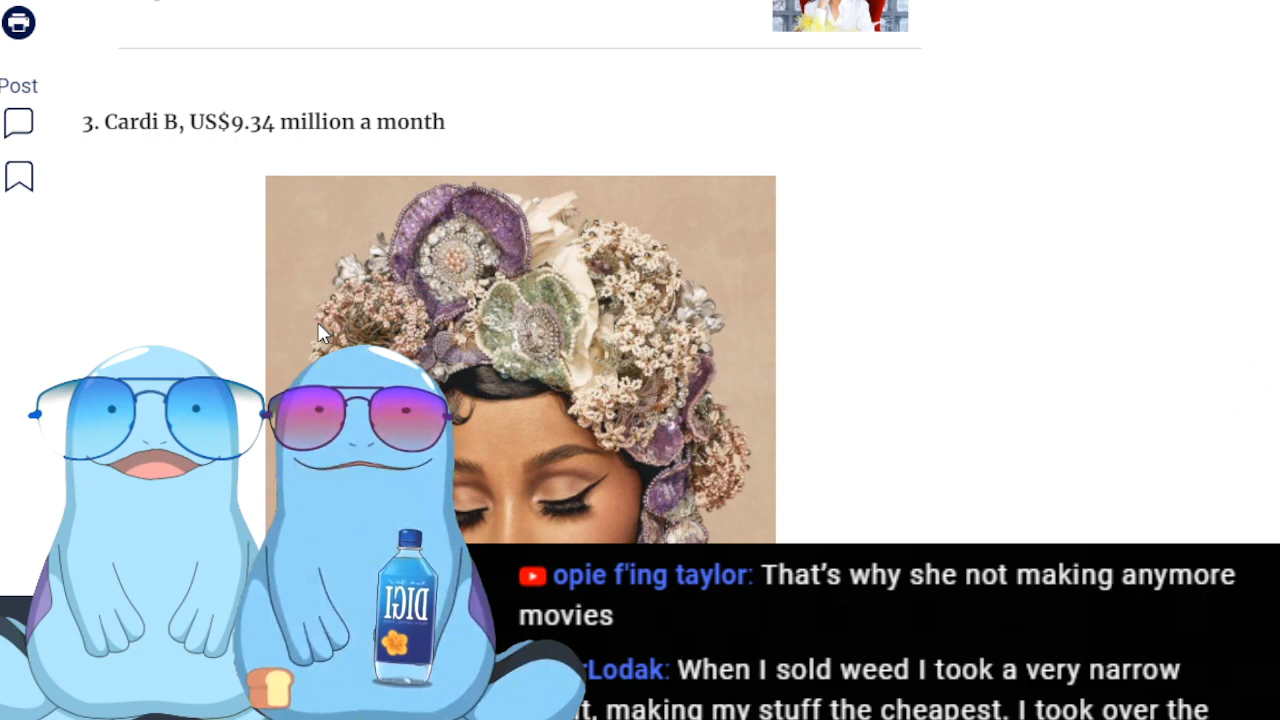 Post
3. Cardi B, US$9.34 million a month
opie f'ing taylor: That's why she not making anymore
movies
Lodak: When I sold weed I took a very narrow
making my stuff the cheapest. I took over the
DIGI